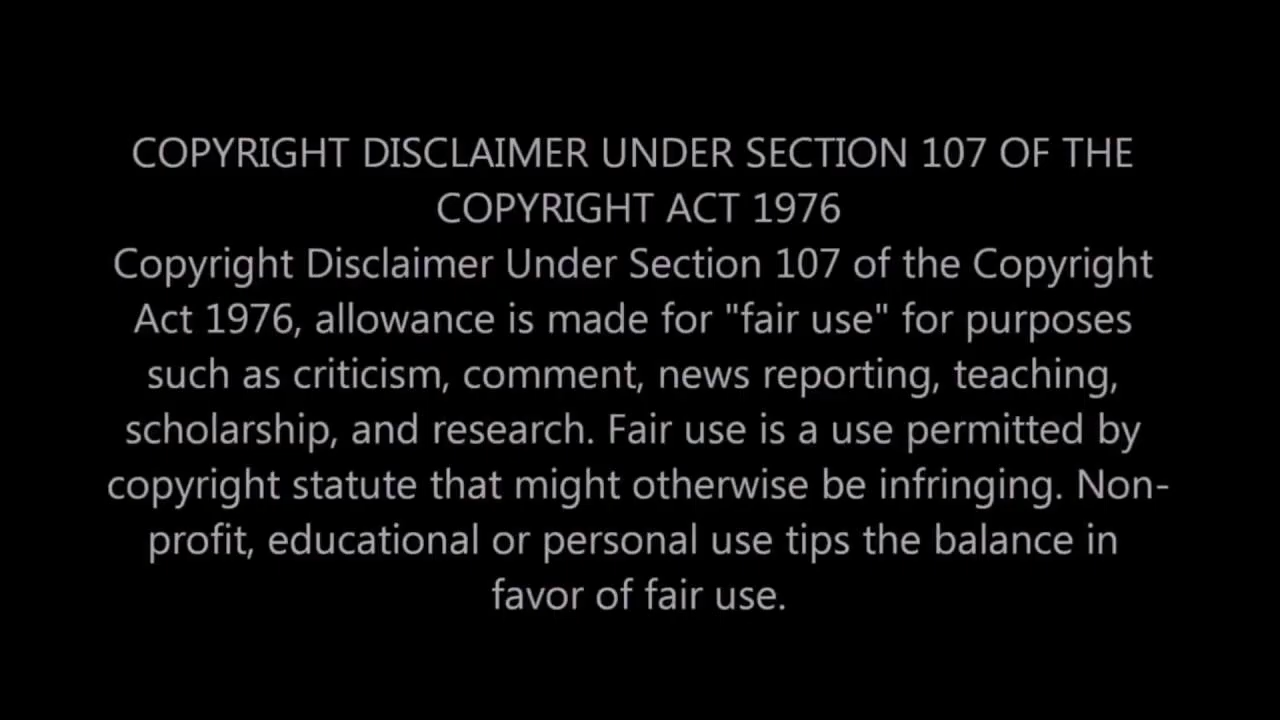 COPYRIGHT DISCLAIMER UNDER SECTION 107 OF THE
COPYRIGHT ACT 1976
Copyright Disclaimer Under Section 107 of the Copyright
Act 1976, allowance is made for "fair use" for purposes
such as criticism, comment, news reporting, teaching,
scholarship, and research. Fair use is a use permitted by
copyright statute that might otherwise be infringing. Non-
profit, educational or personal use tips the balance in
favor of fair use.